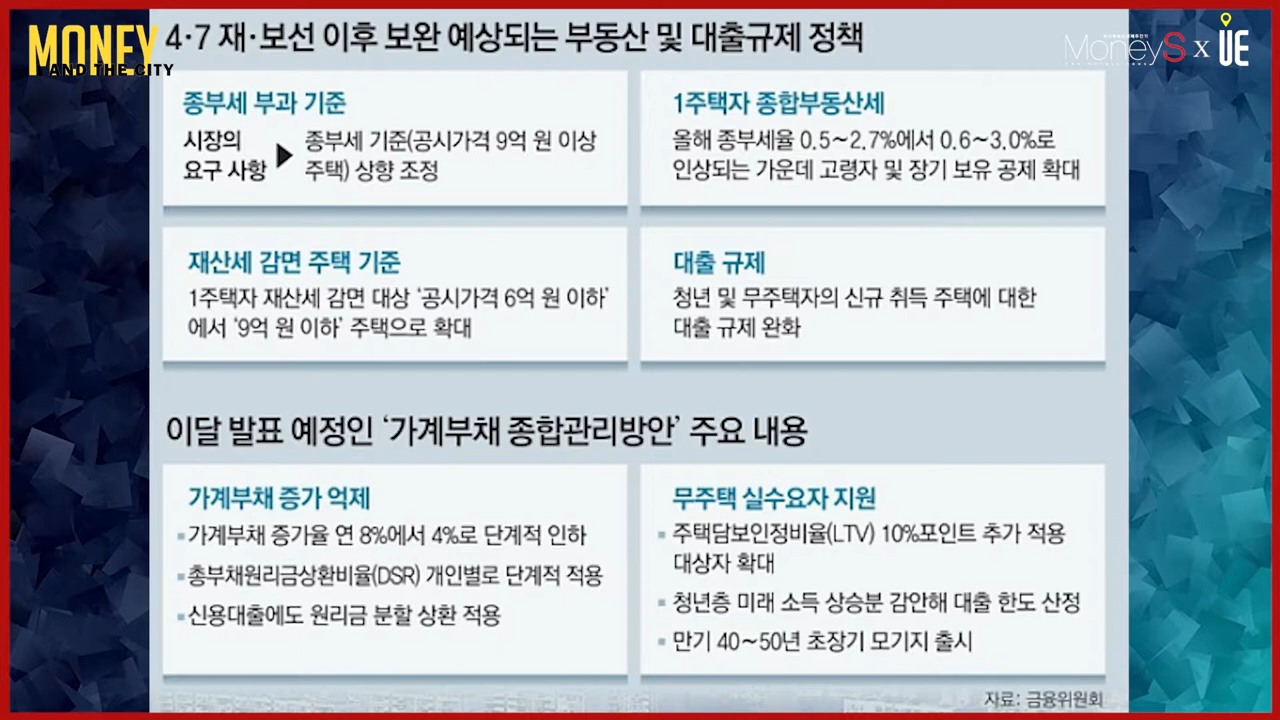 MONEY
AND THE CITY
MoneyS X UE
4·7 재·보선 이후 보완 예상되는 부동산 및 대출규제 정책
종부세 부과 기준
시장의
요구 사항 ▶ 종부세 기준(공시가격 9억 원 이상
주택) 상향 조정
1주택자 종합부동산세
올해 종부세율 0.5~2.7%에서 0.6~3.0%로
인상되는 가운데 고령자 및 장기 보유 공제 확대
재산세 감면 주택 기준
1주택자 재산세 감면 대상 ‘공시가격 6억 원 이하’
에서 ‘9억 원 이하’ 주택으로 확대
대출 규제
청년 및 무주택자의 신규 취득 주택에 대한
대출 규제 완화
이달 발표 예정인 ‘가계부채 종합관리방안’ 주요 내용
가계부채 증가 억제
▪가계부채 증가율 연 8%에서 4%로 단계적 인하
▪총부채원리금상환비율(DSR) 개인별로 단계적 적용
▪신용대출에도 원리금 분할 상환 적용
무주택 실수요자 지원
▪주택담보인정비율(LTV) 10%포인트 추가 적용
대상자 확대
▪청년층 미래 소득 상승분 감안해 대출 한도 산정
▪만기 40~50년 초장기 모기지 출시
자료: 금융위원회